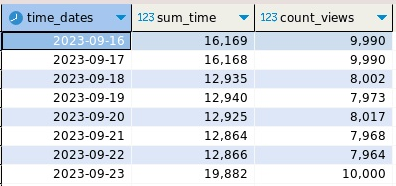 time_dates 123 sum_time 123 count_views
2023-09-16 16,169 9,990
2023-09-17 16,168 9,990
2023-09-18 12,935 8,002
2023-09-19 12,940 7,973
2023-09-20 12,925 8,017
2023-09-21 12,864 7,968
2023-09-22 12,866 7,964
2023-09-23 19,882 10,000